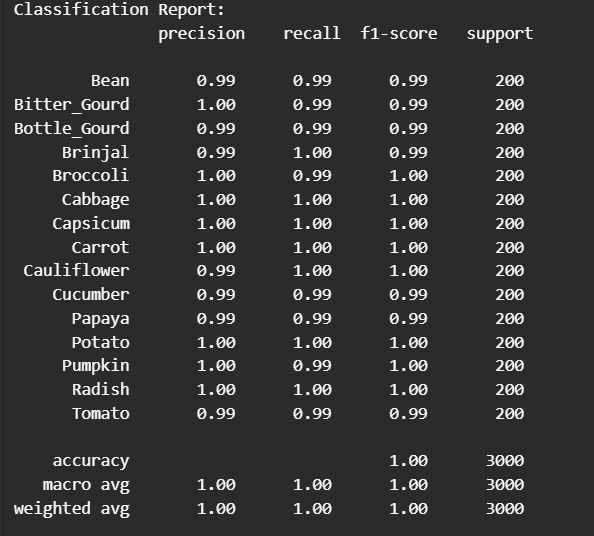 Classification Report:
precision recall f1-score support
Bean 0.99 0.99 0.99 200
Bitter_Gourd 1.00 0.99 0.99 200
Bottle_Gourd 0.99 0.99 0.99 200
Brinjal 0.99 1.00 0.99 200
Broccoli 1.00 0.99 1.00 200
Cabbage 1.00 1.00 1.00 200
Capsicum 1.00 1.00 1.00 200
Carrot 1.00 1.00 1.00 200
Cauliflower 0.99 1.00 1.00 200
Cucumber 0.99 0.99 0.99 200
Papaya 0.99 0.99 0.99 200
Potato 1.00 1.00 1.00 200
Pumpkin 1.00 0.99 1.00 200
Radish 1.00 1.00 1.00 200
Tomato 0.99 0.99 0.99 200
accuracy 1.00 3000
macro avg 1.00 1.00 1.00 3000
weighted avg 1.00 1.00 1.00 3000